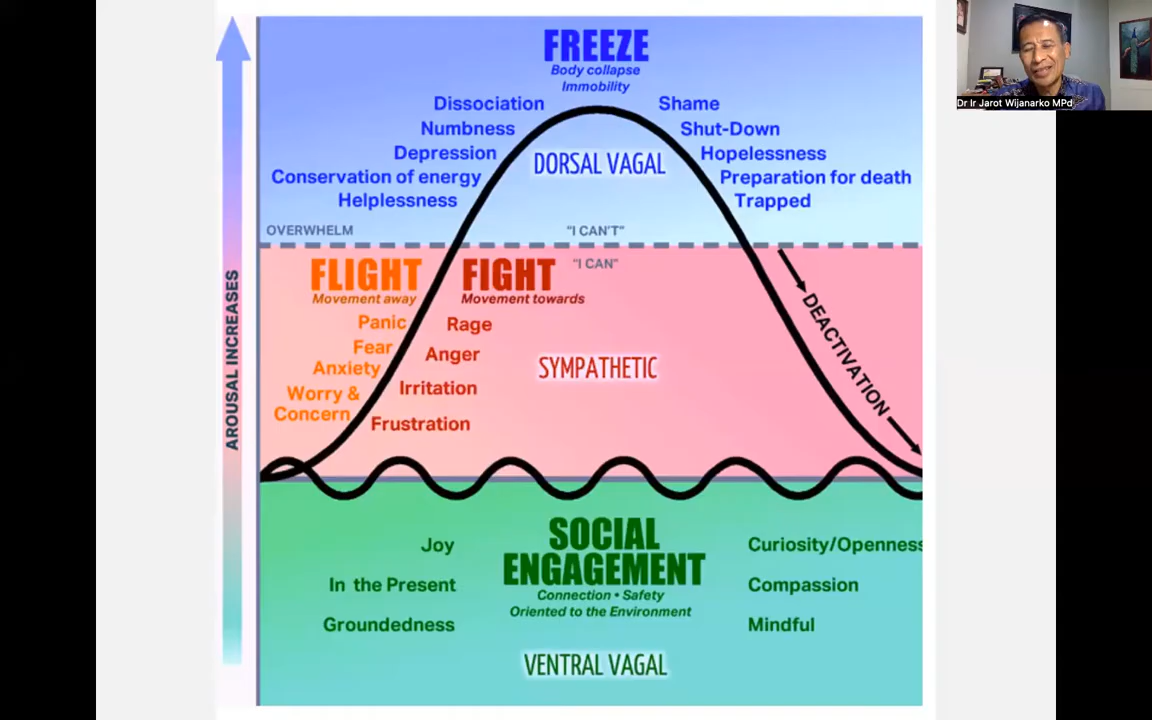 FREEZE
Body collapse
Immobility
Dissociation
Numbness
Depression
Conservation of energy
Helplessness
Shame
Shut-Down
Hopelessness
Preparation for death
Trapped
DORSAL VAGAL
OVERWHELM
"I CAN'T"
"I CAN"
FLIGHT
Movement away
Panic
Fear
Anxiety
Worry &
Concern
FIGHT
Movement towards
Rage
Anger
Irritation
Frustration
SYMPATHETIC
DEACTIVATION
AROUSAL INCREASES
SOCIAL
ENGAGEMENT
Connection • Safety
Oriented to the Environment
Joy
In the Present
Groundedness
Curiosity/Openness
Compassion
Mindful
VENTRAL VAGAL
Dr Ir Jarot Wijanarko MPd